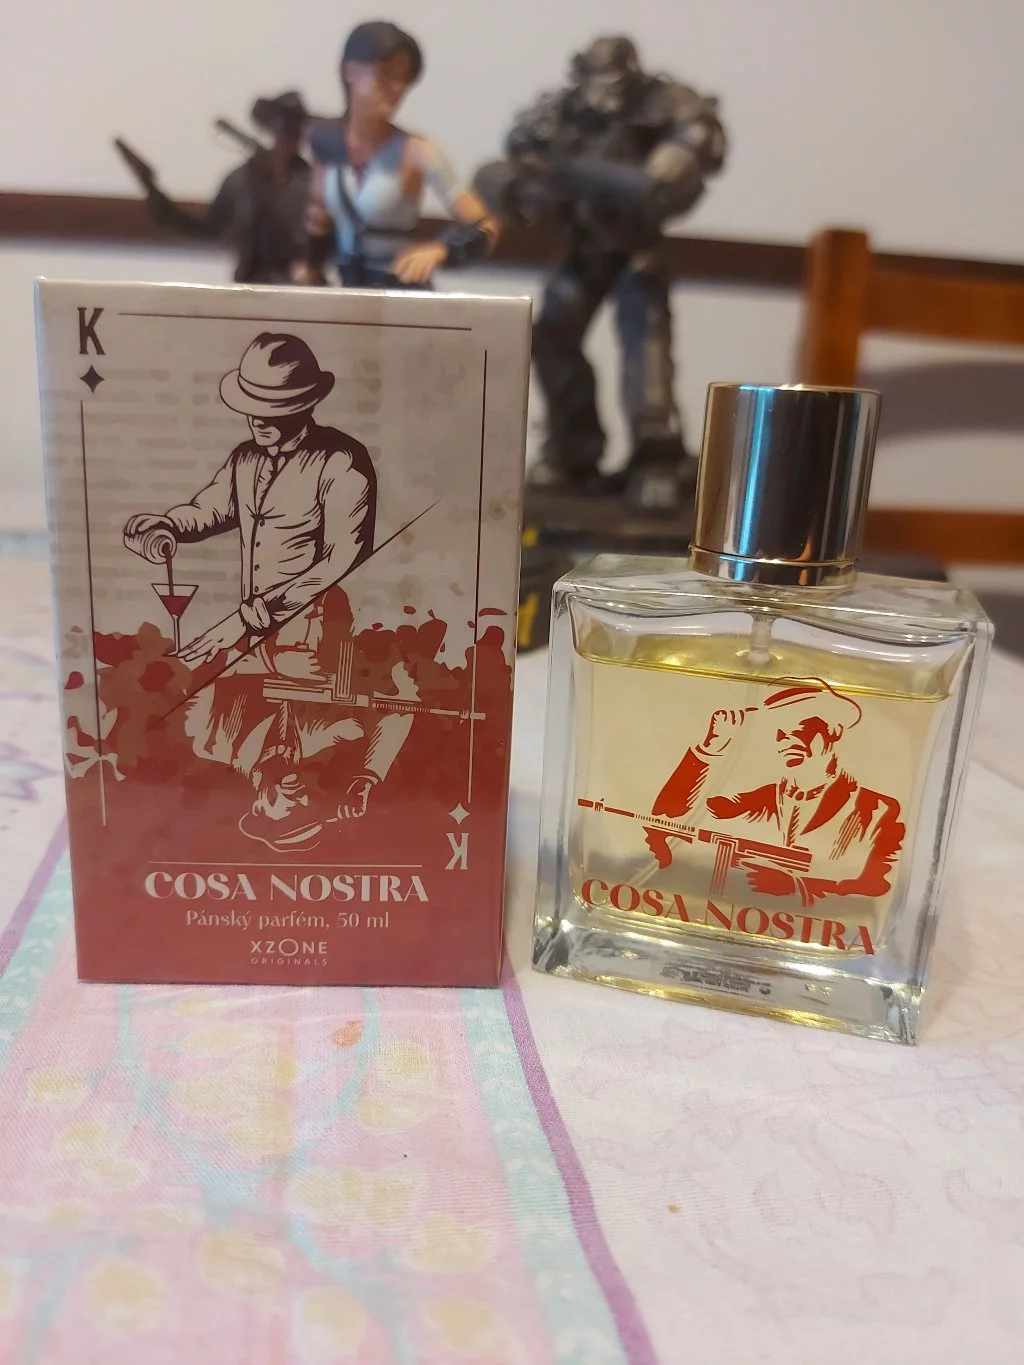 K
COSA NOSTRA
Pánský parfém, 50 ml
XZONE
ORIGINALS
K
COSA NOSTRA